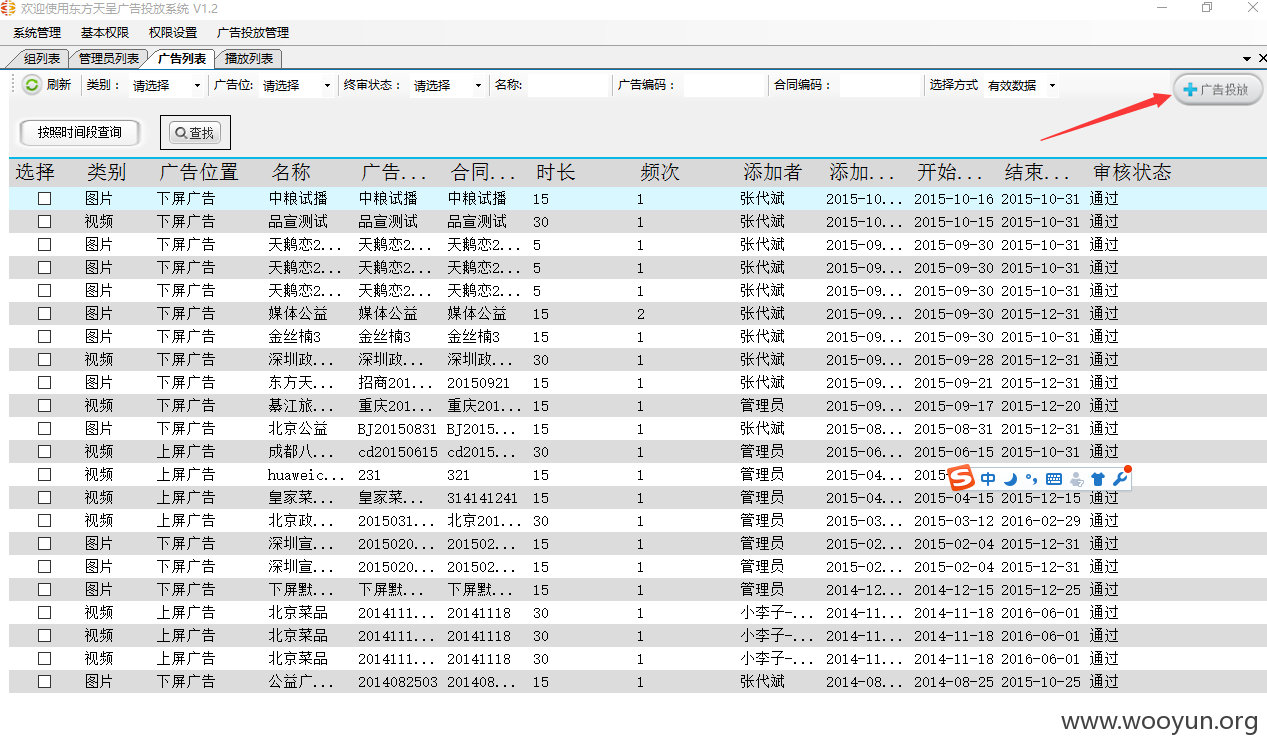 欢迎使用东方天呈广告投放系统 V1.2
系统管理 基本权限 权限设置 广告投放管理
组列表 管理员列表 广告列表 播放列表
刷新 类别： 请选择 广告位: 请选择 终审状态： 请选择 名称: 广告编码： 合同编码： 选择方式 有效数据 广告投放
按照时间段查询 查找
选择 类别 广告位置 名称 广告... 合同... 时长 频次 添加者 添加... 开始... 结束... 审核状态
图片 下屏广告 中粮试播 中粮试播 中粮试播 15 1 张代斌 2015-10... 2015-10-16 2015-10-31 通过
视频 下屏广告 品宣测试 品宣测试 品宣测试 30 1 张代斌 2015-10... 2015-10-15 2015-10-31 通过
图片 下屏广告 天鹅恋2... 天鹅恋2... 天鹅恋2... 5 1 张代斌 2015-09... 2015-09-30 2015-10-31 通过
图片 下屏广告 天鹅恋2... 天鹅恋2... 天鹅恋2... 5 1 张代斌 2015-09... 2015-09-30 2015-10-31 通过
图片 下屏广告 天鹅恋2... 天鹅恋2... 天鹅恋2... 5 1 张代斌 2015-09... 2015-09-30 2015-10-31 通过
图片 下屏广告 媒体公益 媒体公益 媒体公益 15 2 张代斌 2015-09... 2015-09-30 2015-12-31 通过
图片 下屏广告 金丝楠3 金丝楠3 金丝楠3 15 1 张代斌 2015-09... 2015-09-30 2015-10-31 通过
视频 下屏广告 深圳政... 深圳政... 深圳政... 30 1 张代斌 2015-09... 2015-09-28 2015-12-31 通过
图片 下屏广告 东方天... 招商201... 20150921 15 1 张代斌 2015-09... 2015-09-21 2015-12-31 通过
视频 下屏广告 綦江旅... 重庆201... 重庆201... 15 1 管理员 2015-09... 2015-09-17 2015-12-20 通过
图片 下屏广告 北京公益 BJ20150831 BJ2015... 15 1 张代斌 2015-08... 2015-08-31 2015-12-31 通过
视频 上屏广告 成都八... cd20150615 cd2015... 30 1 管理员 2015-06... 2015-06-15 2015-10-31 通过
视频 上屏广告 huaweic... 231 321 15 1 管理员 2015-04... 2015- 中
视频 上屏广告 皇家菜... 皇家菜... 314141241 15 1 管理员 2015-04... 2015-04-15 2015-12-15 通过
视频 上屏广告 北京政... 2015031... 北京201... 30 1 管理员 2015-03... 2015-03-12 2016-02-29 通过
图片 下屏广告 深圳宣... 2015020... 201502... 15 1 管理员 2015-02... 2015-02-04 2015-12-31 通过
图片 下屏广告 深圳宣... 2015020... 201502... 15 1 管理员 2015-02... 2015-02-04 2015-12-31 通过
图片 下屏广告 下屏默... 下屏默... 下屏默... 15 1 管理员 2014-12... 2014-12-15 2015-12-25 通过
视频 上屏广告 北京菜品 2014111... 20141118 30 1 小李子-... 2014-11... 2014-11-18 2016-06-01 通过
视频 上屏广告 北京菜品 2014111... 20141118 30 1 小李子-... 2014-11... 2014-11-18 2016-06-01 通过
视频 上屏广告 北京菜品 2014111... 20141118 30 1 小李子-... 2014-11... 2014-11-18 2016-06-01 通过
图片 下屏广告 公益广... 2014082503 201408... 15 1 张代斌 2014-08... 2014-08-25 2015-10-25 通过
www.wooyun.org